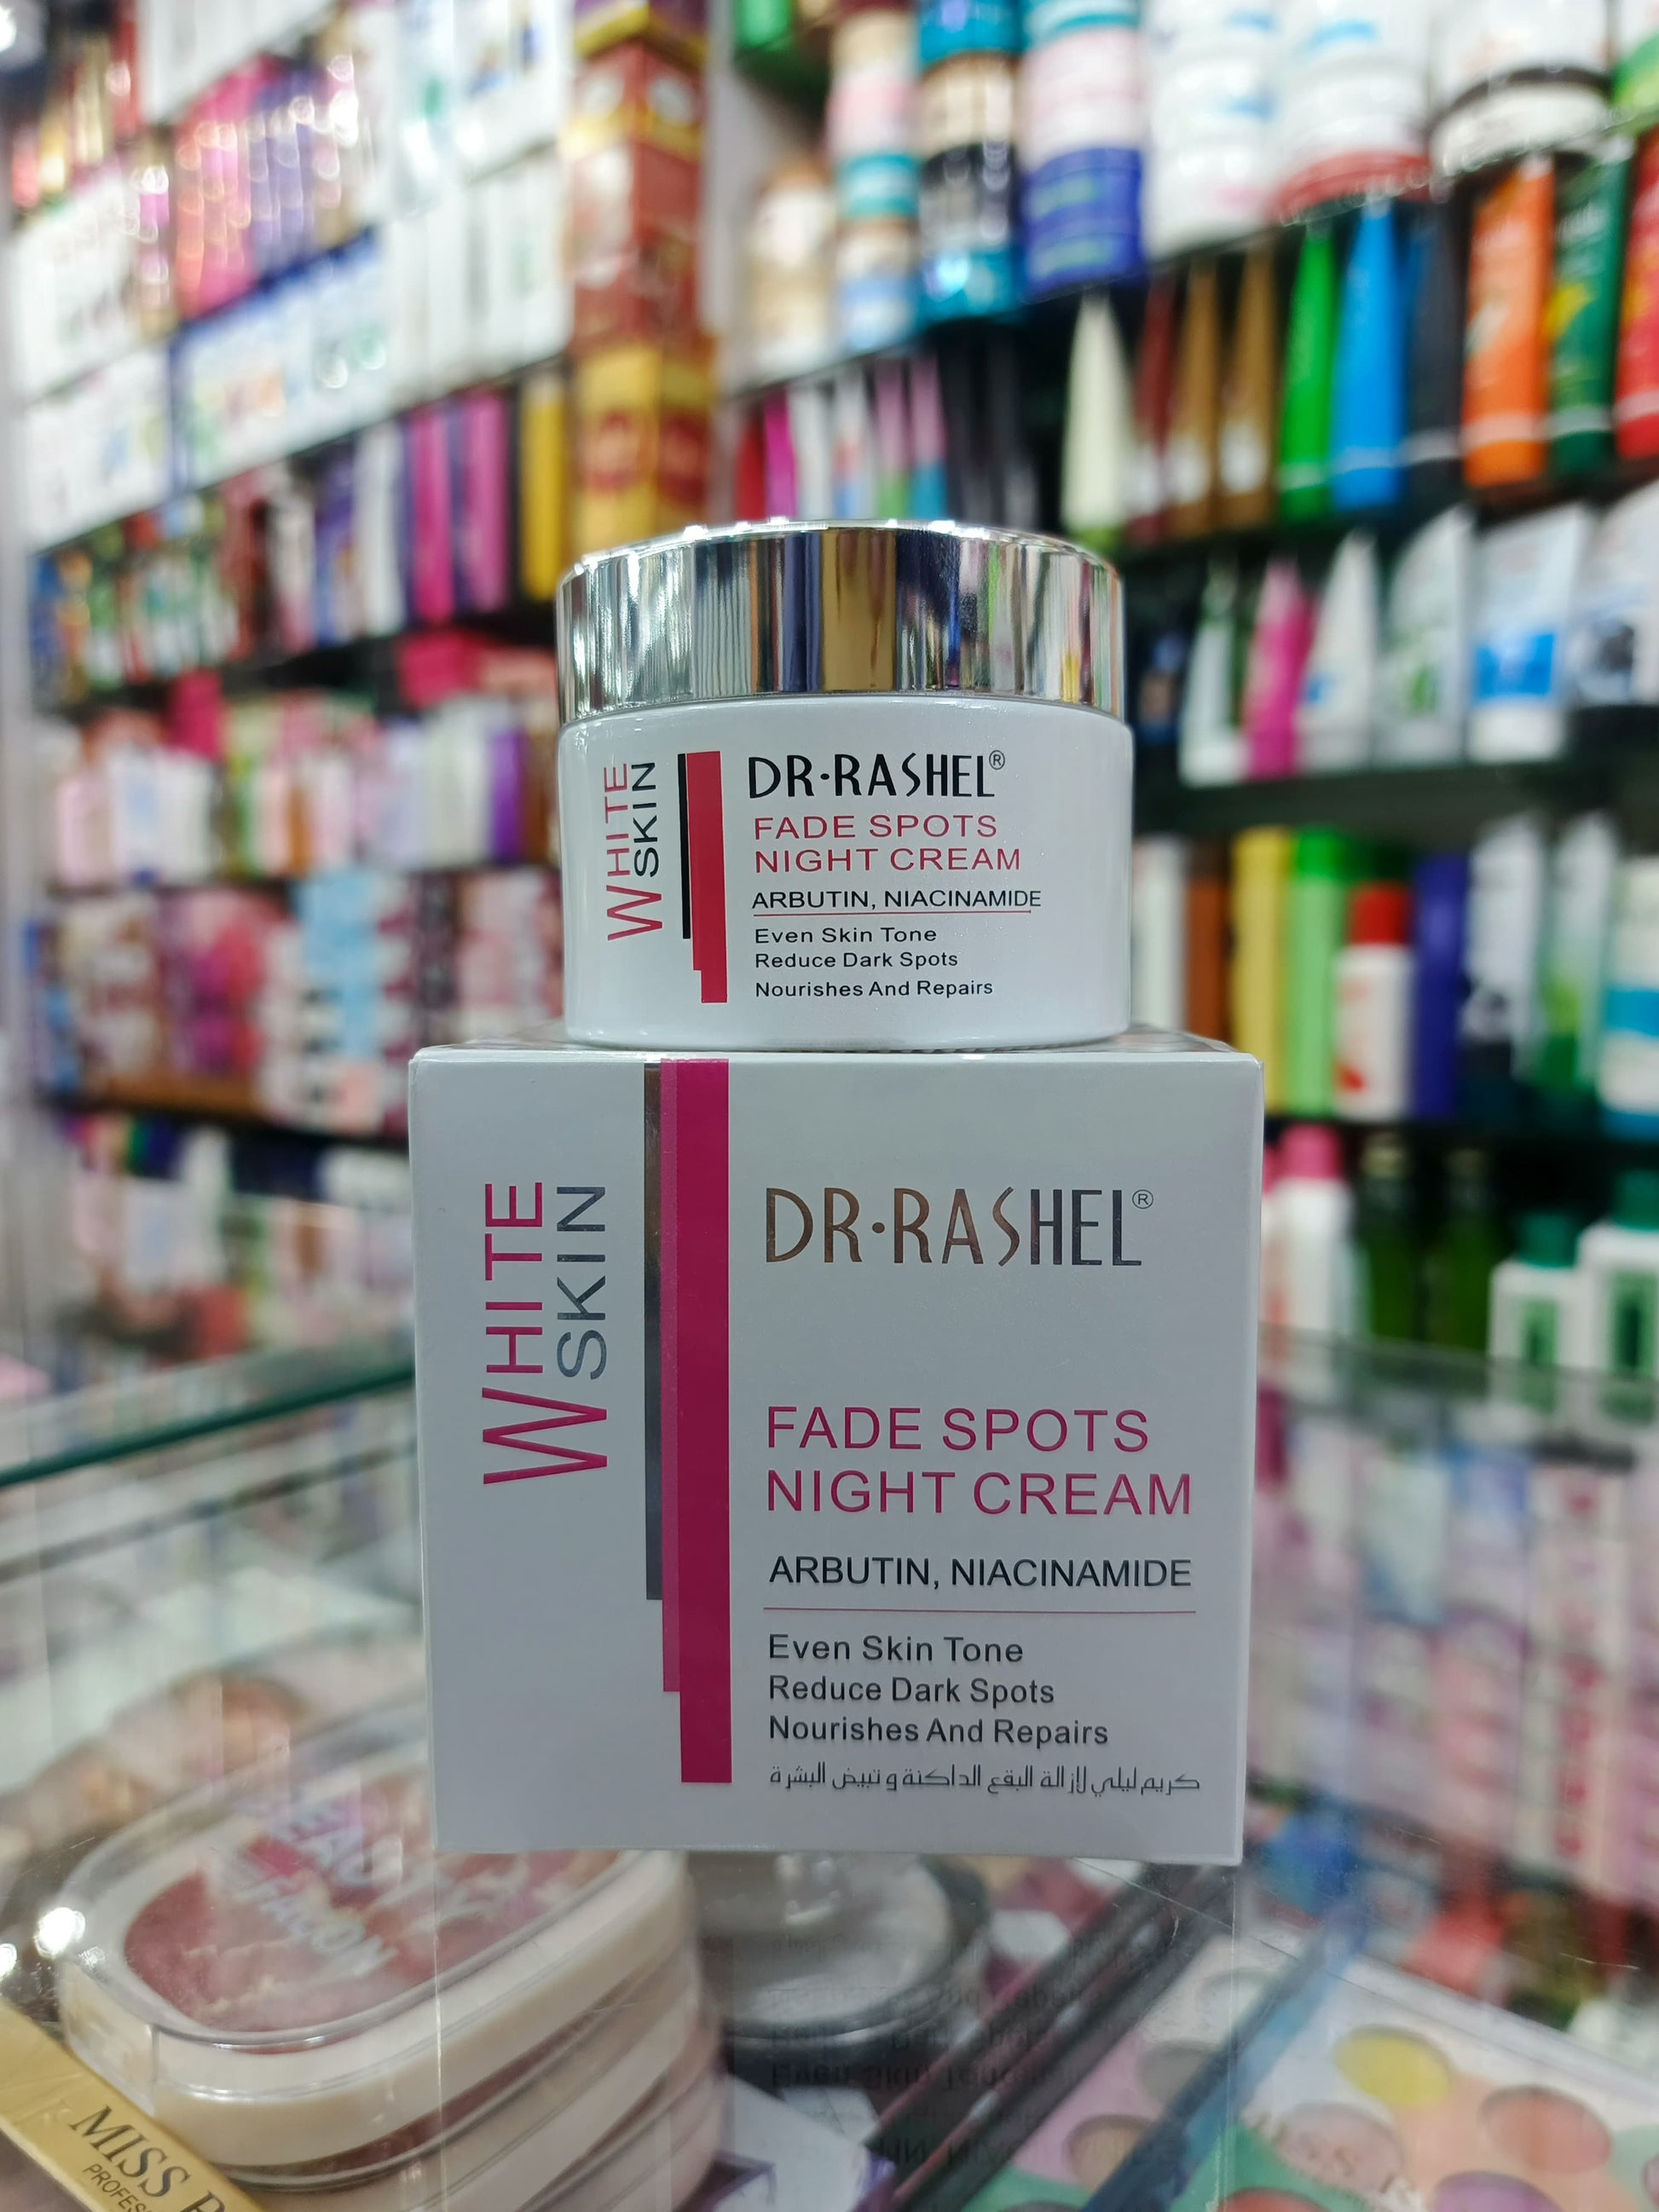 WHITE
SKIN
DR·RASHEL®
FADE SPOTS
NIGHT CREAM
ARBUTIN, NIACINAMIDE
Even Skin Tone
Reduce Dark Spots
Nourishes And Repairs
WHITE
SKIN
DR·RASHEL®
FADE SPOTS
NIGHT CREAM
ARBUTIN, NIACINAMIDE
Even Skin Tone
Reduce Dark Spots
Nourishes And Repairs
كريم ليلي لإزالة البقع الداكنة و تبيض البشرة
MISS